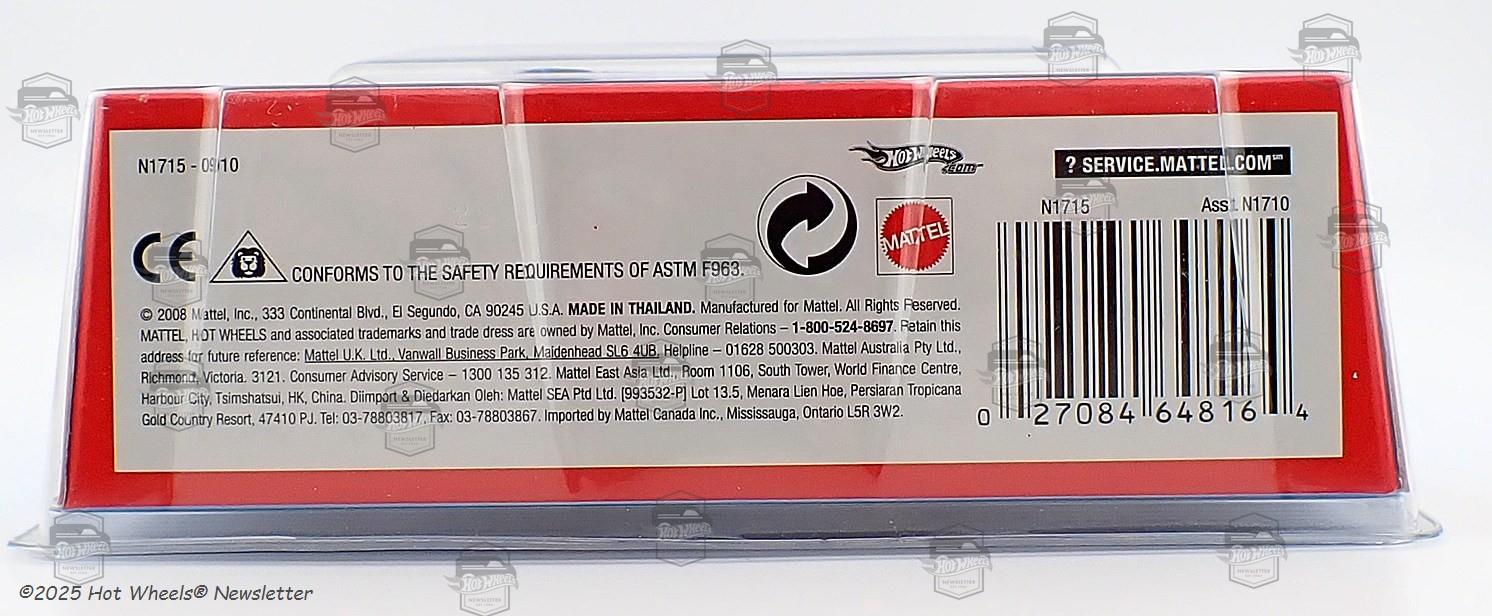 N1715 - 0910
Hot Wheels
.com
? SERVICE.MATTEL.COM℠
N1715 Asst. N1710
MATTEL
CE
CONFORMS TO THE SAFETY REQUIREMENTS OF ASTM F963.
© 2008 Mattel, Inc., 333 Continental Blvd., El Segundo, CA 90245 U.S.A. MADE IN THAILAND. Manufactured for Mattel. All Rights Reserved.
MATTEL, HOT WHEELS and associated trademarks and trade dress are owned by Mattel, Inc. Consumer Relations – 1-800-524-8697. Retain this
address for future reference: Mattel U.K. Ltd., Vanwall Business Park, Maidenhead SL6 4UB. Helpline – 01628 500303. Mattel Australia Pty. Ltd.,
Richmond, Victoria. 3121. Consumer Advisory Service – 1300 135 312. Mattel East Asia Ltd., Room 1106, South Tower, World Finance Centre,
Harbour City, Tsimshatsui, HK, China. Diimport & Diedarkan Oleh: Mattel SEA Ptd Ltd. [993532-P] Lot 13.5, Menara Lien Hoe, Persiaran Tropicana
Gold Country Resort, 47410 PJ. Tel: 03-78803817, Fax: 03-78803867. Imported by Mattel Canada Inc., Mississauga, Ontario L5R 3W2.
0 27084 64816 4
©2025 Hot Wheels® Newsletter